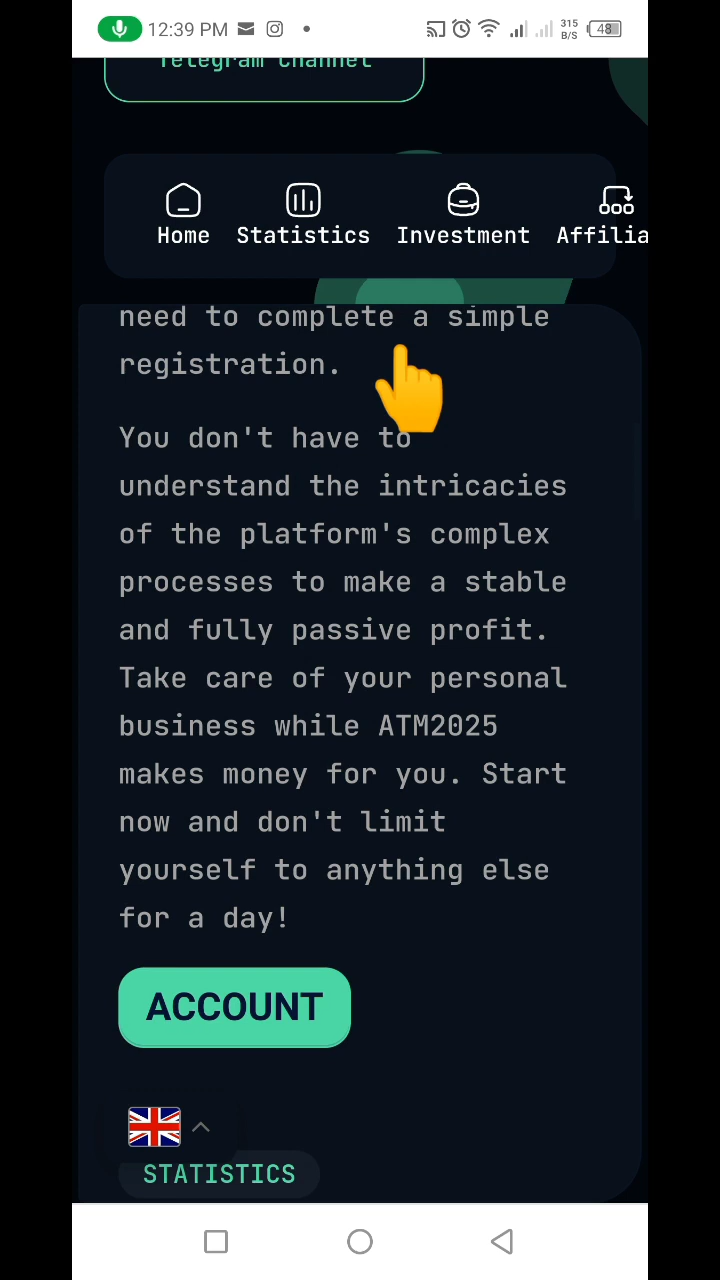 12:39 PM
315
B/S
48
Telegram channel
Home Statistics Investment Affilia
need to complete a simple
registration.
You don't have to
understand the intricacies
of the platform's complex
processes to make a stable
and fully passive profit.
Take care of your personal
business while ATM2025
makes money for you. Start
now and don't limit
yourself to anything else
for a day!
ACCOUNT
STATISTICS